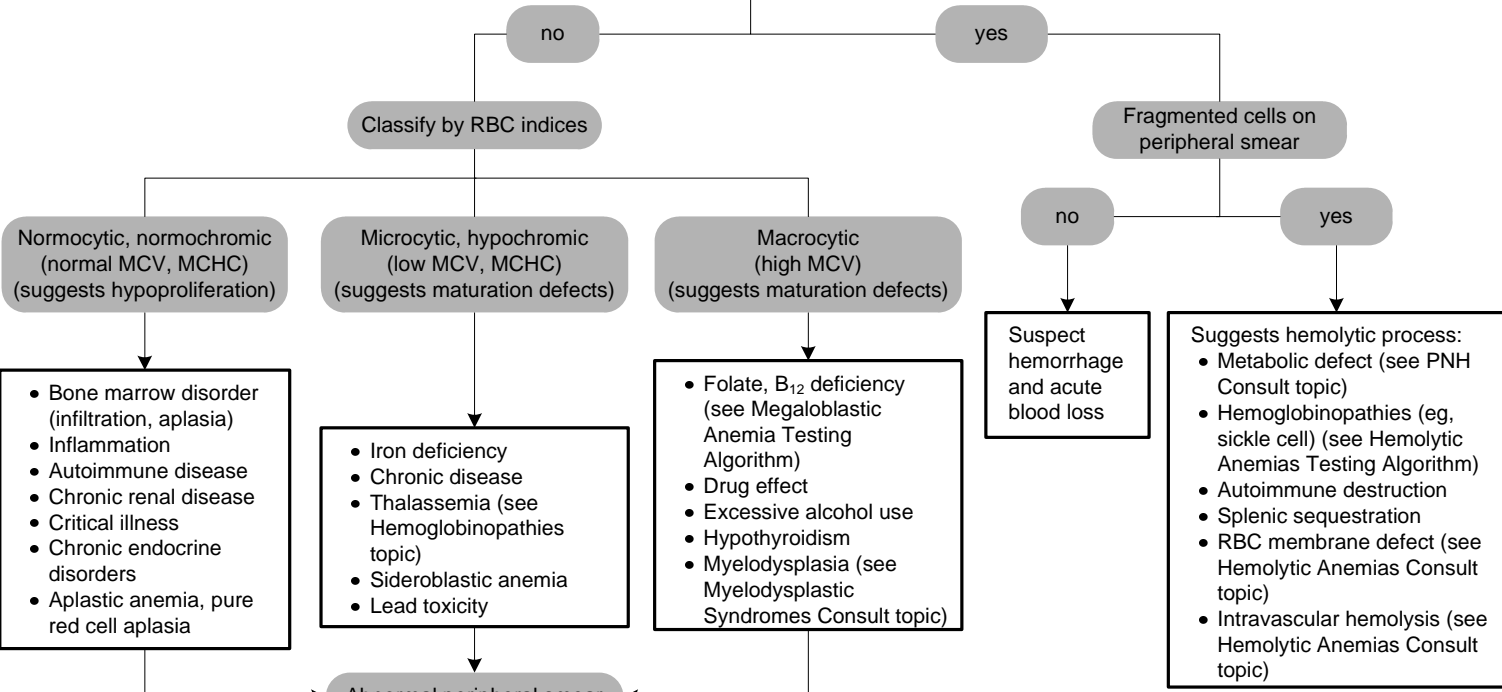 no
yes
Classify by RBC indices
Fragmented cells on
peripheral smear
no
yes
Normocytic, normochromic
(normal MCV, MCHC)
(suggests hypoproliferation)
Microcytic, hypochromic
(low MCV, MCHC)
(suggests maturation defects)
Macrocytic
(high MCV)
(suggests maturation defects)
• Bone marrow disorder
(infiltration, aplasia)
• Inflammation
• Autoimmune disease
• Chronic renal disease
• Critical illness
• Chronic endocrine
disorders
• Aplastic anemia, pure
red cell aplasia
• Iron deficiency
• Chronic disease
• Thalassemia (see
Hemoglobinopathies
topic)
• Sideroblastic anemia
• Lead toxicity
• Folate, B₁₂ deficiency
(see Megaloblastic
Anemia Testing
Algorithm)
• Drug effect
• Excessive alcohol use
• Hypothyroidism
• Myelodysplasia (see
Myelodysplastic
Syndromes Consult topic)
Suspect
hemorrhage
and acute
blood loss
Suggests hemolytic process:
• Metabolic defect (see PNH
Consult topic)
• Hemoglobinopathies (eg,
sickle cell) (see Hemolytic
Anemias Testing Algorithm)
• Autoimmune destruction
• Splenic sequestration
• RBC membrane defect (see
Hemolytic Anemias Consult
topic)
• Intravascular hemolysis (see
Hemolytic Anemias Consult
topic)
Abnormal peripheral smear